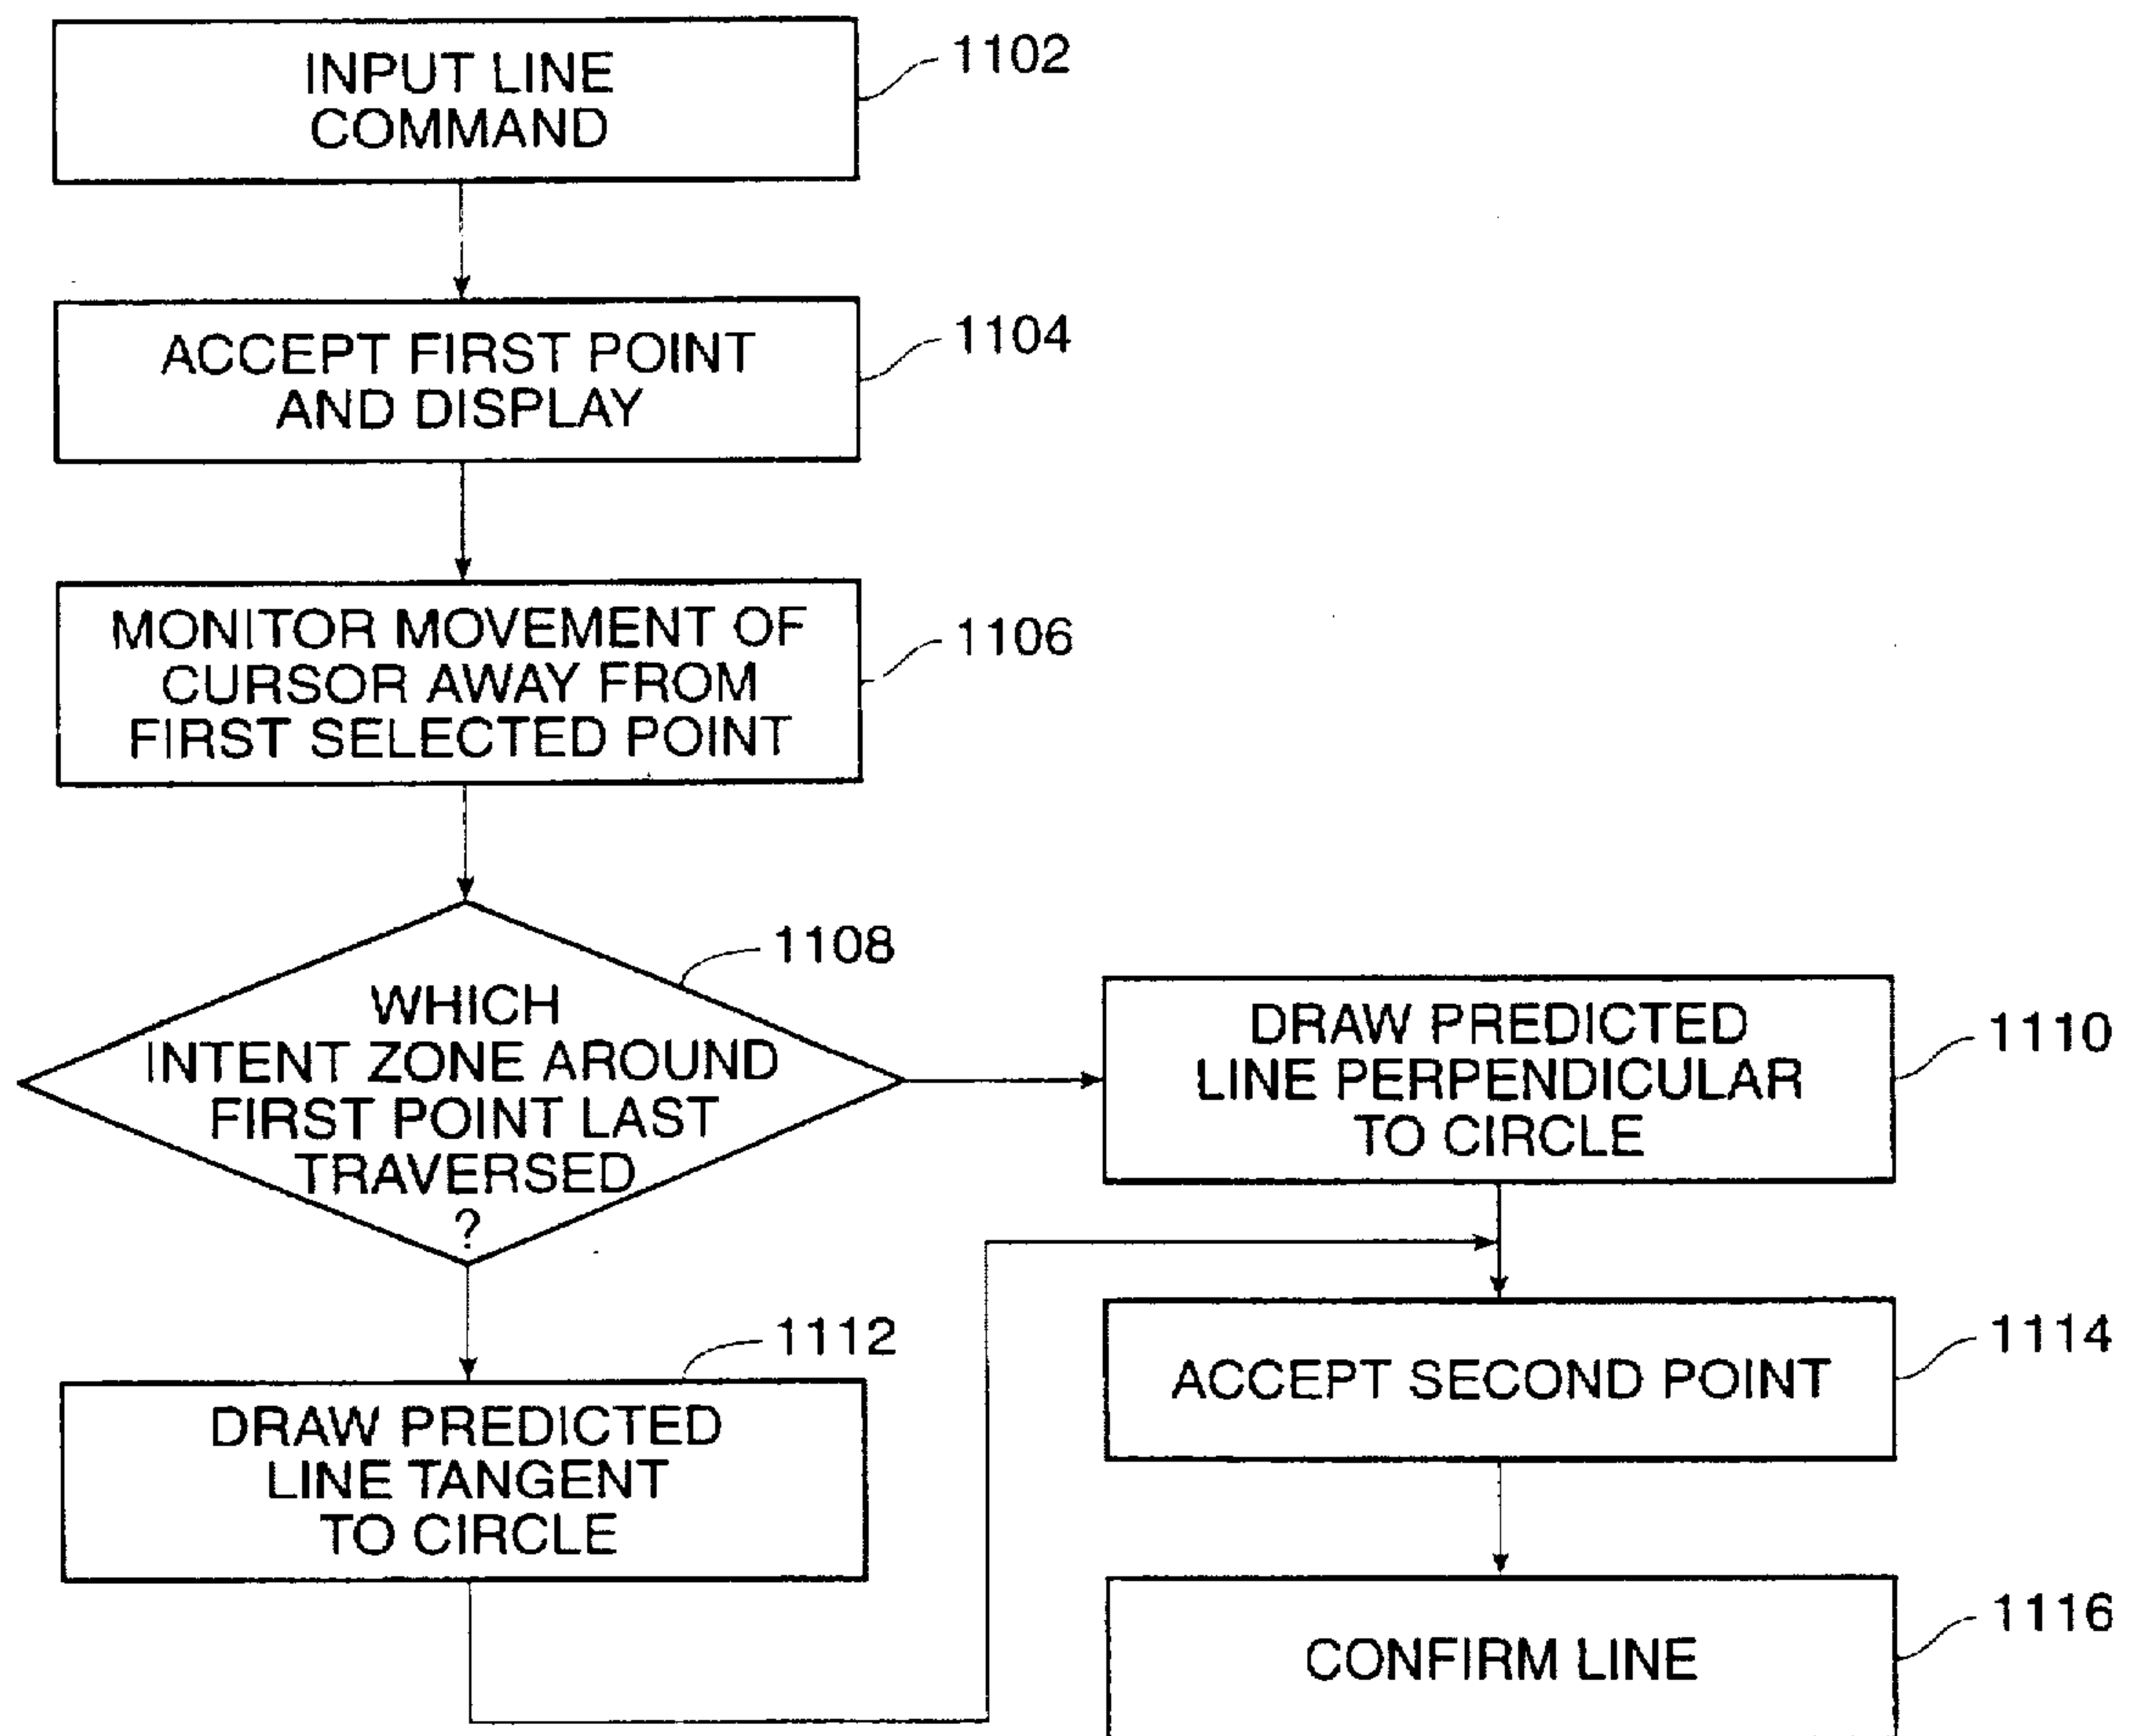 INPUT LINE
COMMAND
1102
ACCEPT FIRST POINT
AND DISPLAY
1104
MONITOR MOVEMENT OF
CURSOR AWAY FROM
FIRST SELECTED POINT
1106
1108
WHICH
INTENT ZONE AROUND
FIRST POINT LAST
TRAVERSED
?
DRAW PREDICTED
LINE PERPENDICULAR
TO CIRCLE
1110
1112
DRAW PREDICTED
LINE TANGENT
TO CIRCLE
ACCEPT SECOND POINT
1114
CONFIRM LINE
1116